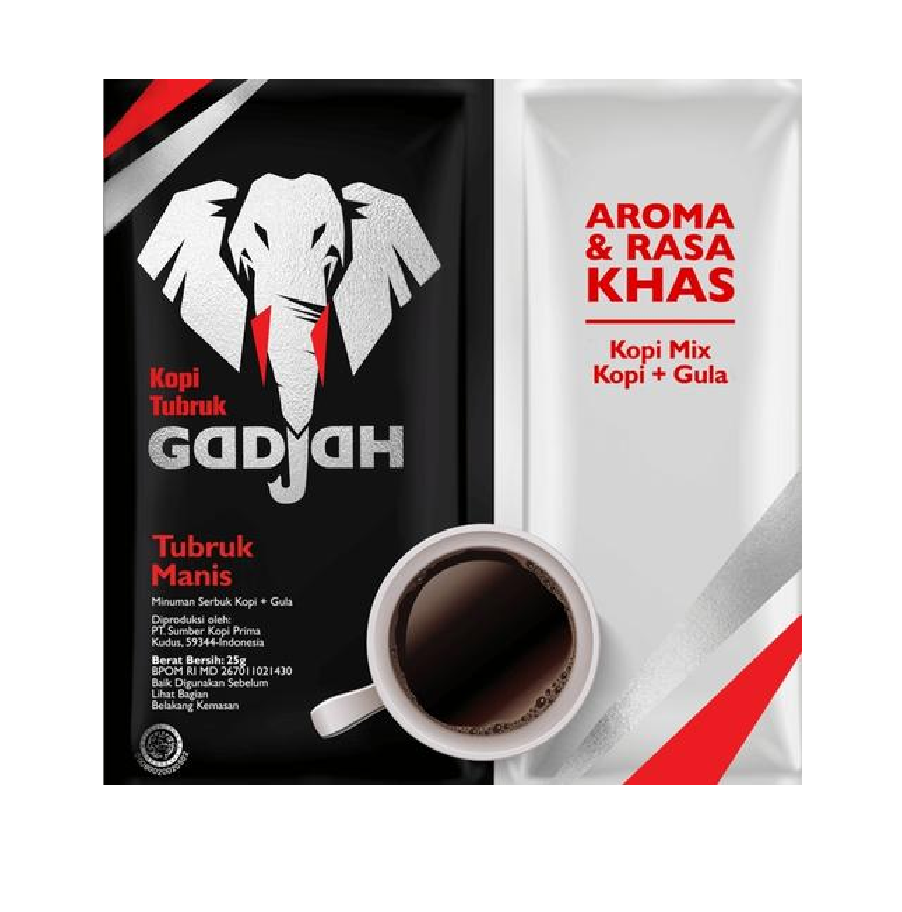 Kopi
Tubruk
GADJAH
Tubruk
Manis
Minuman Serbuk Kopi + Gula
Diproduksi oleh:
PT. Sumber Kopi Prima
Kudus, 59344-Indonesia
Berat Bersih: 25g
BPOM RI MD 267011021430
Baik Digunakan Sebelum
Lihat Bagian
Belakang Kemasan
AROMA
& RASA
KHAS
Kopi Mix
Kopi + Gula